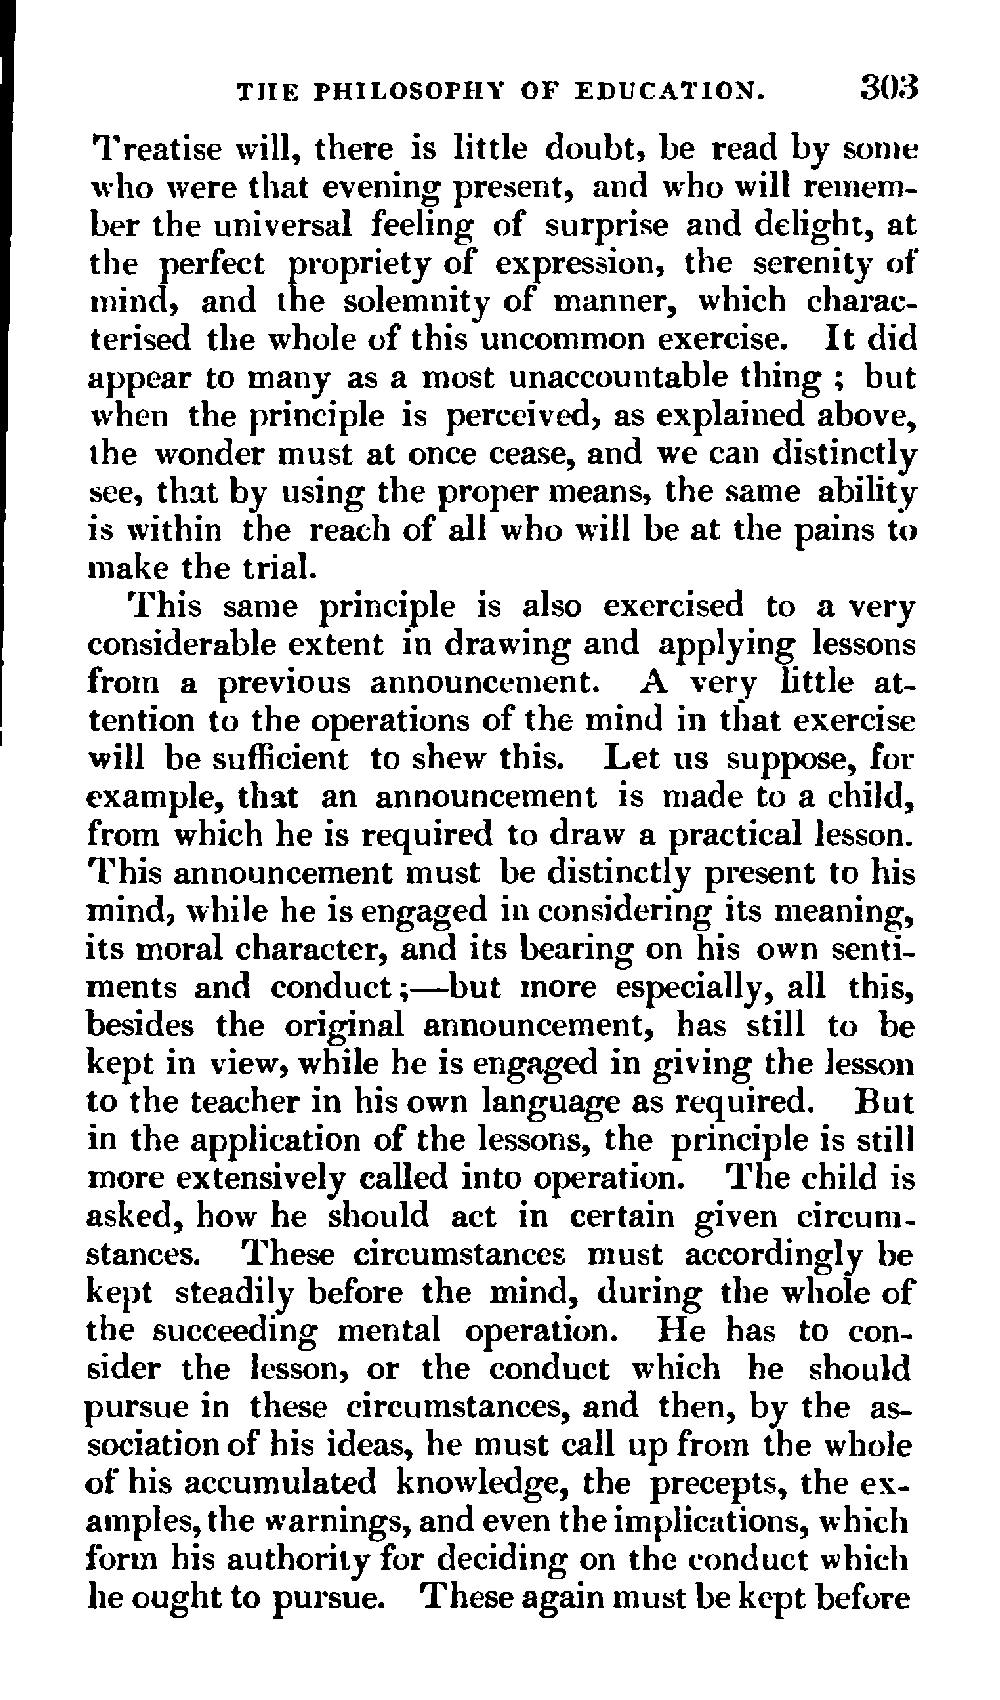 THE PHILOSOPHY OF EDUCATION. 303
Treatise will, there is little doubt, be read by some
who were that evening present, and who will remem-
ber the universal feeling of surprise and delight, at
the perfect propriety of expression, the serenity of
mind, and the solemnity of manner, which charac-
terised the whole of this uncommon exercise. It did
appear to many as a most unaccountable thing ; but
when the principle is perceived, as explained above,
the wonder must at once cease, and we can distinctly
see, that by using the proper means, the same ability
is within the reach of all who will be at the pains to
make the trial.
This same principle is also exercised to a very
considerable extent in drawing and applying lessons
from a previous announcement. A very little at-
tention to the operations of the mind in that exercise
will be sufficient to shew this. Let us suppose, for
example, that an announcement is made to a child,
from which he is required to draw a practical lesson.
This announcement must be distinctly present to his
mind, while he is engaged in considering its meaning,
its moral character, and its bearing on his own senti-
ments and conduct ;—but more especially, all this,
besides the original announcement, has still to be
kept in view, while he is engaged in giving the lesson
to the teacher in his own language as required. But
in the application of the lessons, the principle is still
more extensively called into operation. The child is
asked, how he should act in certain given circum-
stances. These circumstances must accordingly be
kept steadily before the mind, during the whole of
the succeeding mental operation. He has to con-
sider the lesson, or the conduct which he should
pursue in these circumstances, and then, by the as-
sociation of his ideas, he must call up from the whole
of his accumulated knowledge, the precepts, the ex-
amples, the warnings, and even the implications, which
form his authority for deciding on the conduct which
he ought to pursue. These again must be kept before